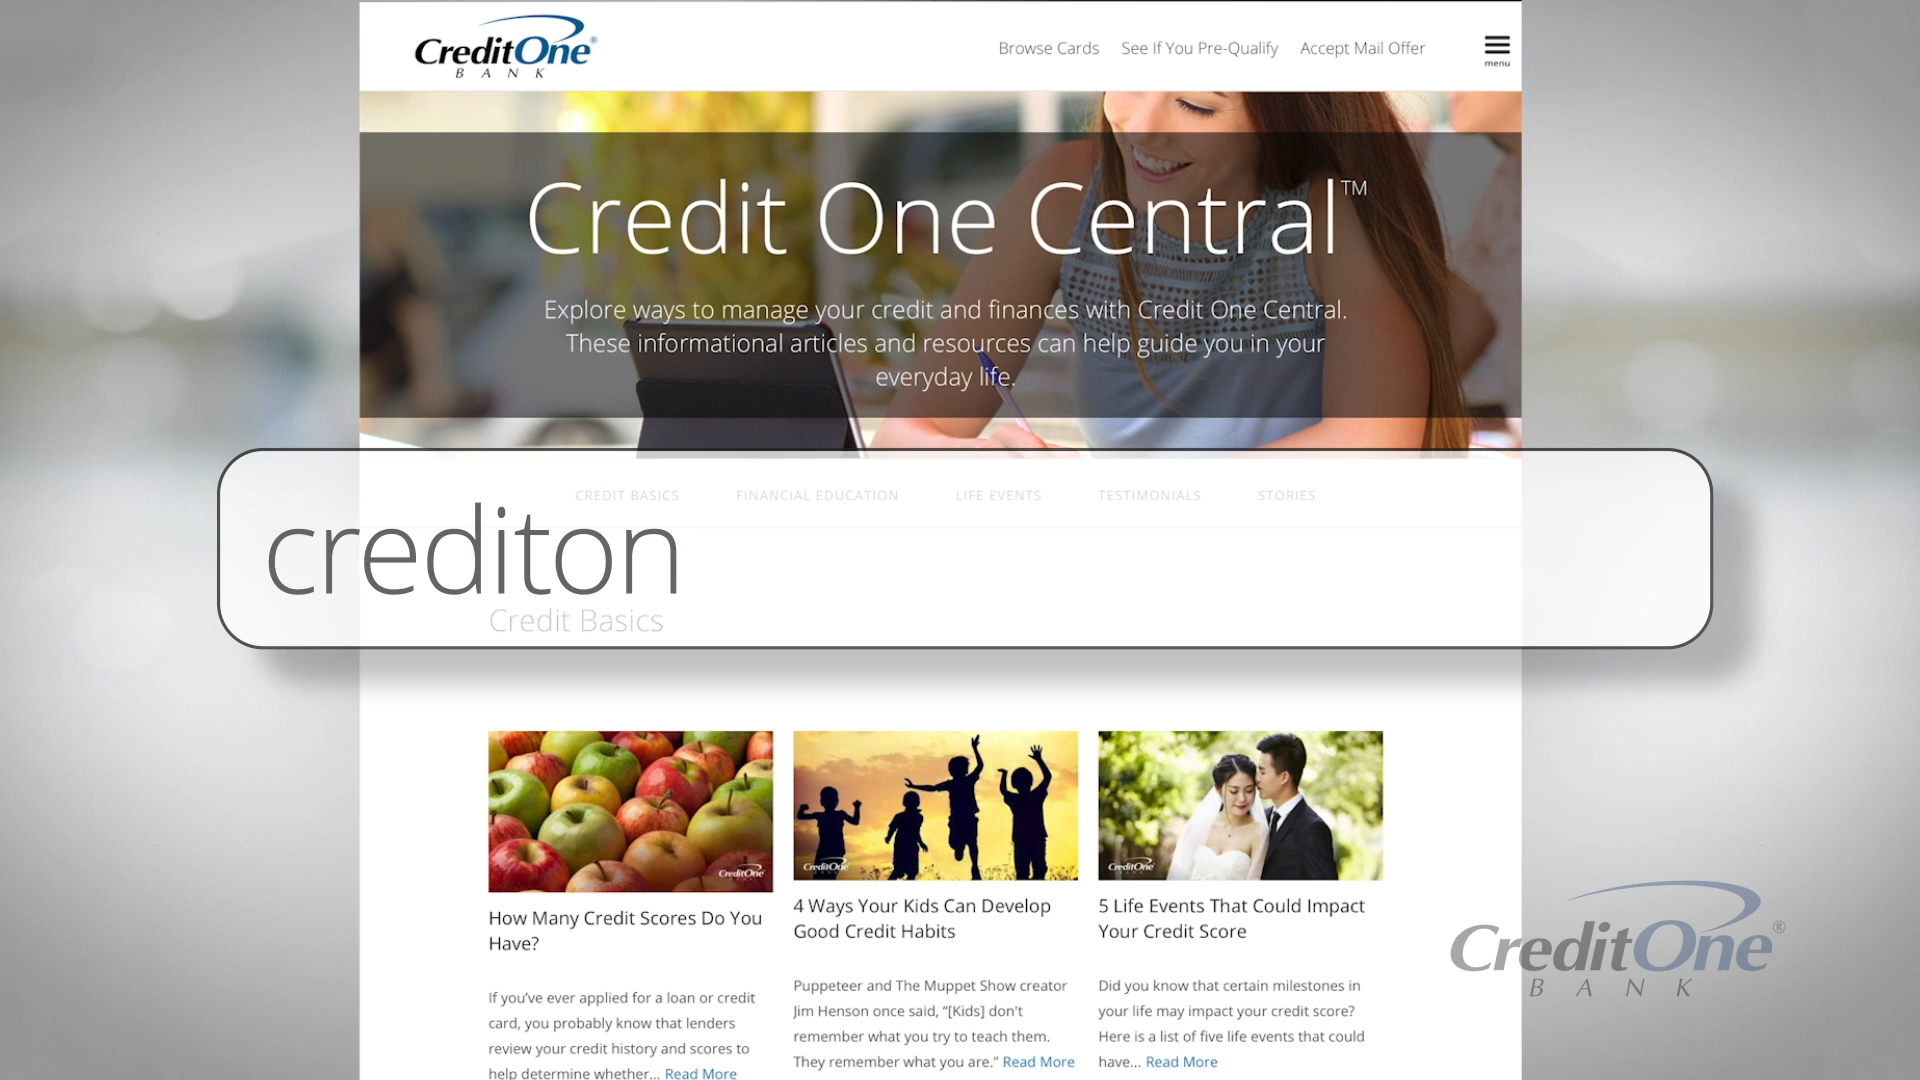 CreditOne®
BANK
Browse Cards See If You Pre-Qualify Accept Mail Offer
menu
Credit One Central™
Explore ways to manage your credit and finances with Credit One Central.
These informational articles and resources can help guide you in your
everyday life.
CREDIT BASICS FINANCIAL EDUCATION LIFE EVENTS TESTIMONIALS STORIES
crediton
Credit Basics
CreditOne
CreditOne
CreditOne
How Many Credit Scores Do You
Have?
If you've ever applied for a loan or credit
card, you probably know that lenders
review your credit history and scores to
help determine whether... Read More
4 Ways Your Kids Can Develop
Good Credit Habits
Puppeteer and The Muppet Show creator
Jim Henson once said, “[Kids] don't
remember what you try to teach them.
They remember what you are.” Read More
5 Life Events That Could Impact
Your Credit Score
Did you know that certain milestones in
your life may impact your credit score?
Here is a list of five life events that could
have... Read More
CreditOne®
BANK